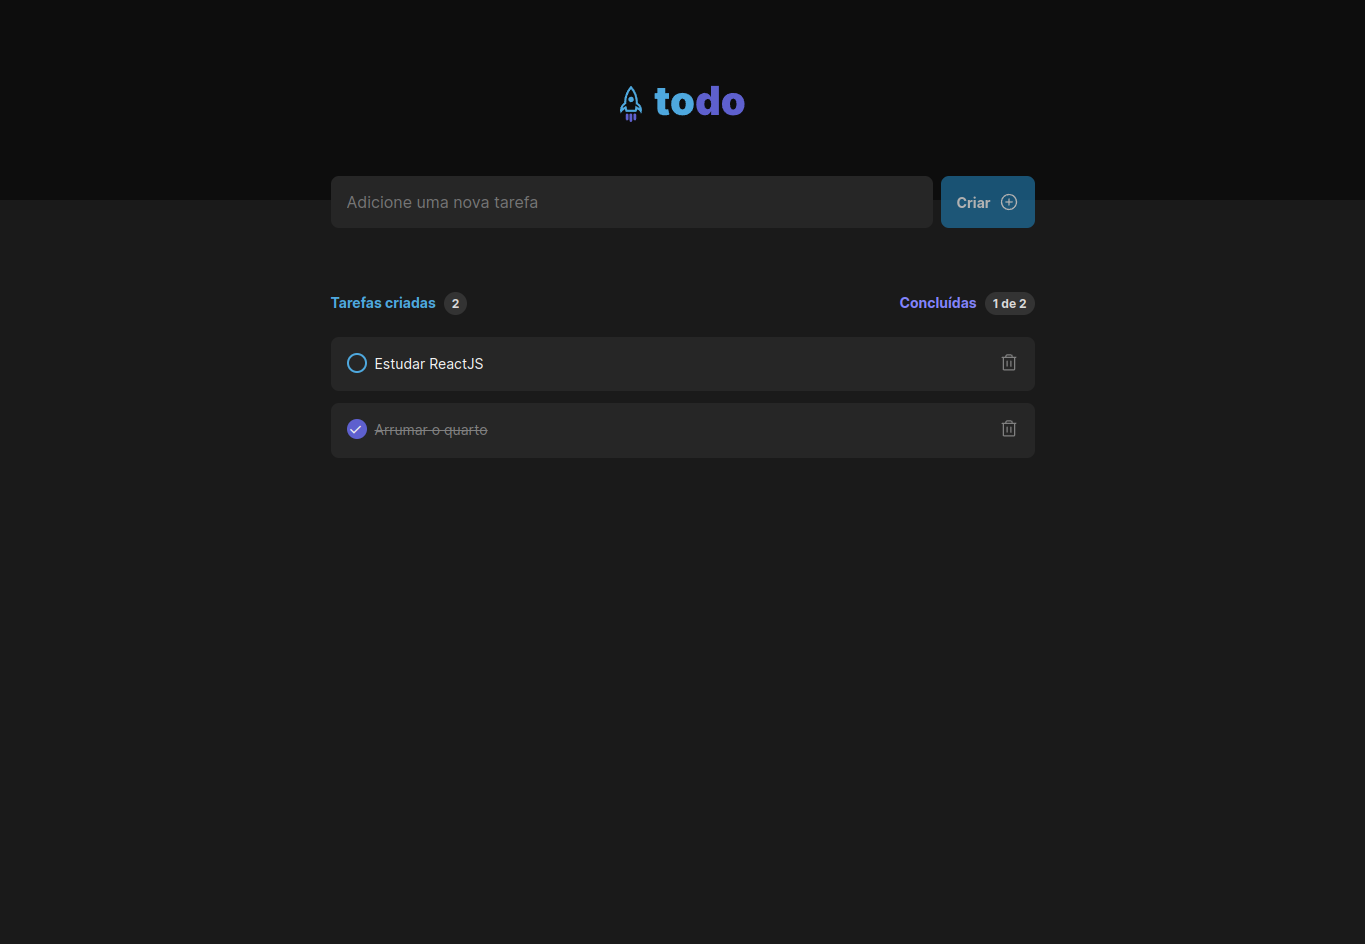 todo
Adicione uma nova tarefa
Criar
Tarefas criadas 2
Concluídas 1 de 2
Estudar ReactJS
Arrumar o quarto